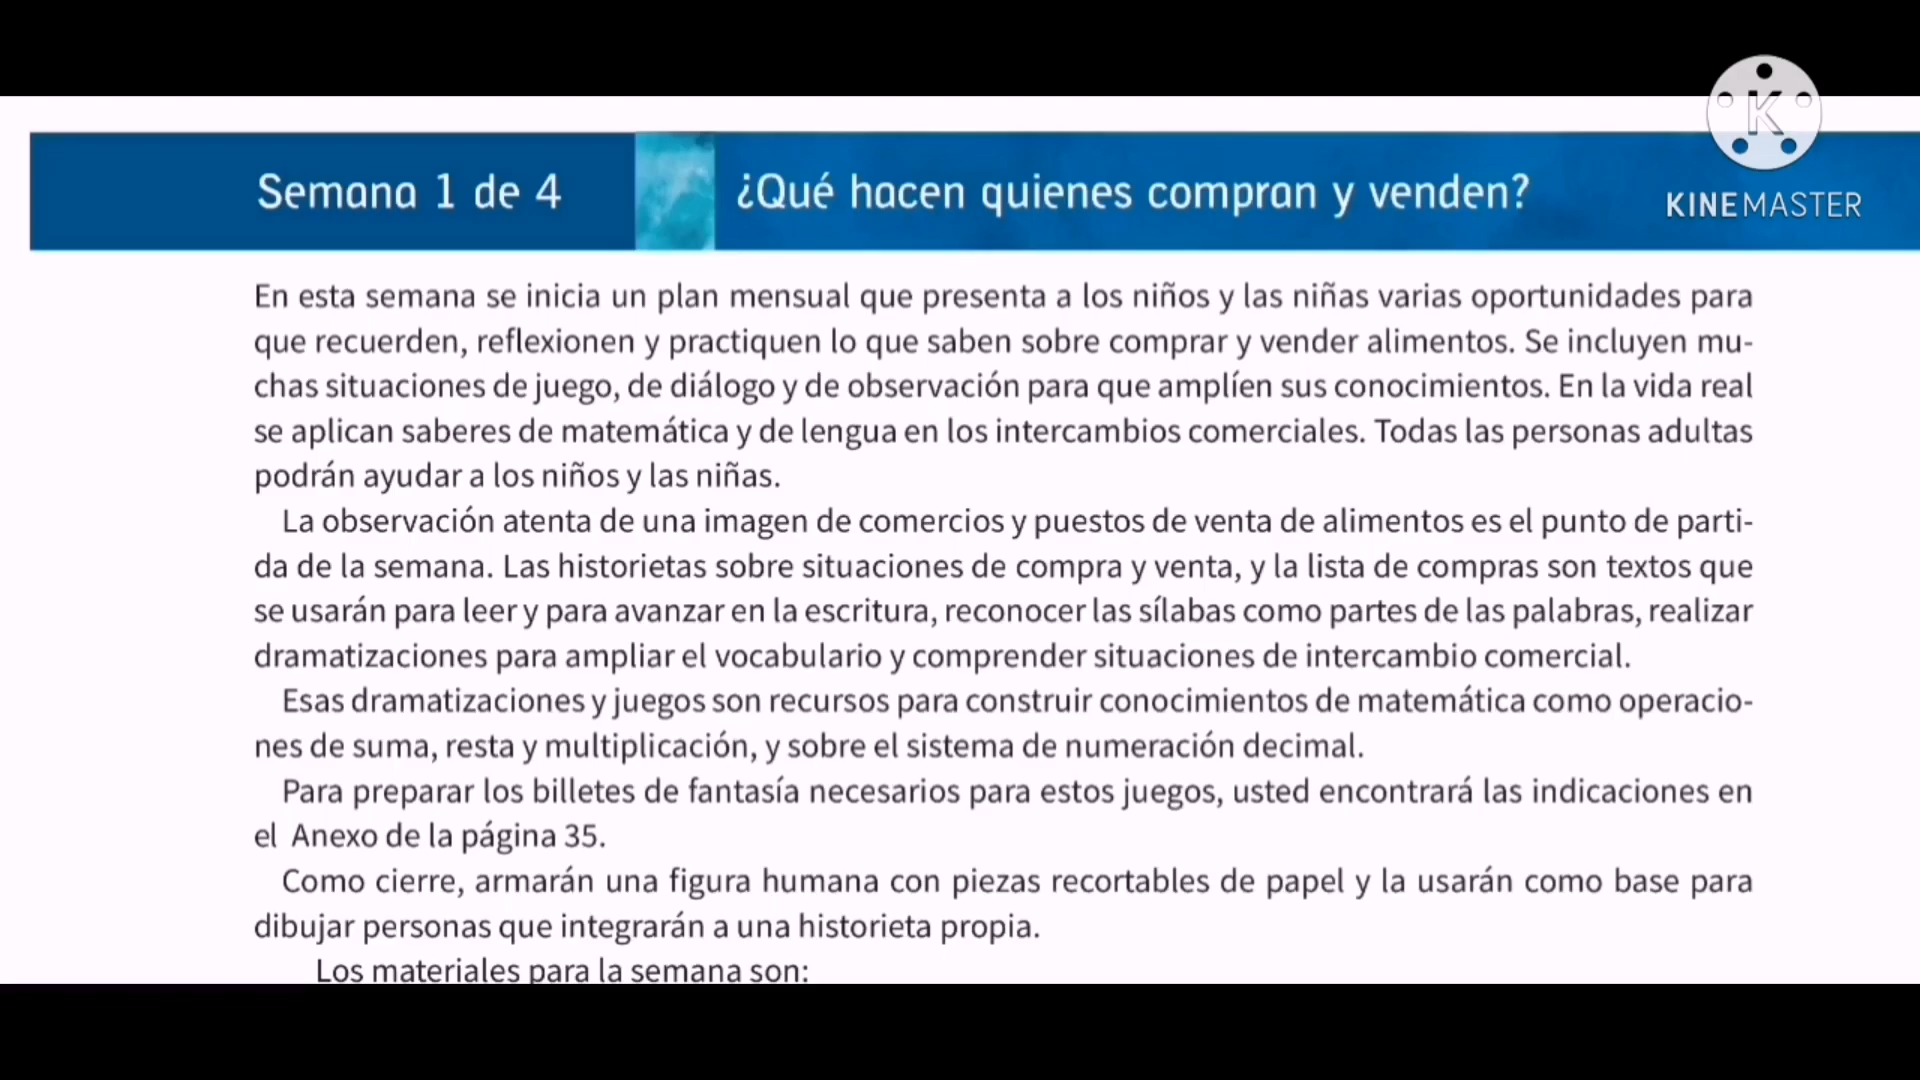 Semana 1 de 4
¿Qué hacen quienes compran y venden?
K
KINEMASTER
En esta semana se inicia un plan mensual que presenta a los niños y las niñas varias oportunidades para
que recuerden, reflexionen y practiquen lo que saben sobre comprar y vender alimentos. Se incluyen mu-
chas situaciones de juego, de diálogo y de observación para que amplíen sus conocimientos. En la vida real
se aplican saberes de matemática y de lengua en los intercambios comerciales. Todas las personas adultas
podrán ayudar a los niños y las niñas.
La observación atenta de una imagen de comercios y puestos de venta de alimentos es el punto de parti-
da de la semana. Las historietas sobre situaciones de compra y venta, y la lista de compras son textos que
se usarán para leer y para avanzar en la escritura, reconocer las sílabas como partes de las palabras, realizar
dramatizaciones para ampliar el vocabulario y comprender situaciones de intercambio comercial.
Esas dramatizaciones y juegos son recursos para construir conocimientos de matemática como operacio-
nes de suma, resta y multiplicación, y sobre el sistema de numeración decimal.
Para preparar los billetes de fantasía necesarios para estos juegos, usted encontrará las indicaciones en
el Anexo de la página 35.
Como cierre, armarán una figura humana con piezas recortables de papel y la usarán como base para
dibujar personas que integrarán a una historieta propia.
Los materiales para la semana son: